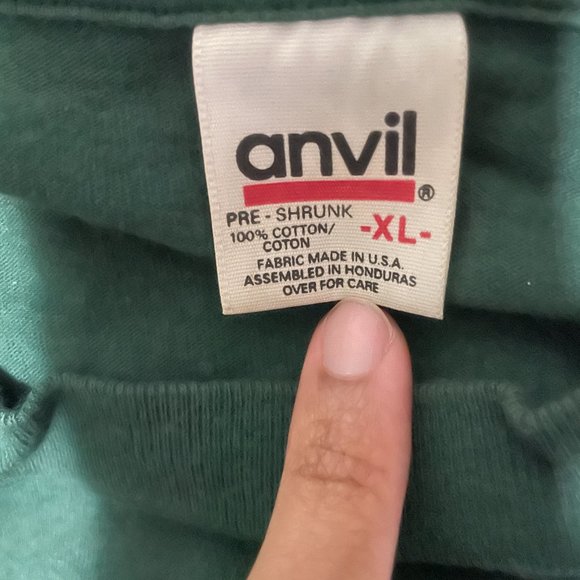 anvil
®
PRE - SHRUNK
100% COTTON/
COTON
-XL-
FABRIC MADE IN U.S.A.
ASSEMBLED IN HONDURAS
OVER FOR CARE